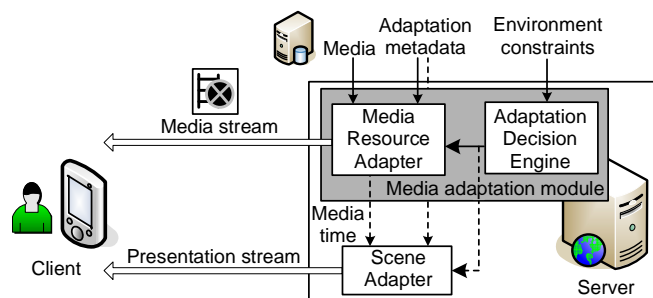 Adaptation
metadata
Media
Environment
constraints
Media stream
Media
Resource
Adapter
Adaptation
Decision
Engine
Media adaptation module
Media
time
Client
Presentation stream
Scene
Adapter
Server